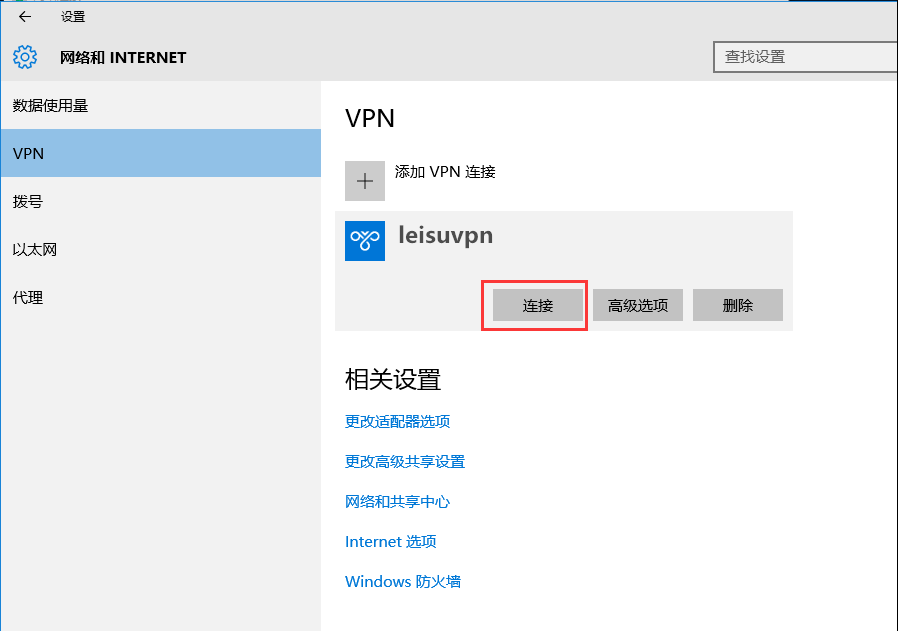 设置
网络和 INTERNET
查找设置
数据使用量
VPN
拨号
以太网
代理
VPN
添加 VPN 连接
leisuvpn
连接
高级选项
删除
相关设置
更改适配器选项
更改高级共享设置
网络和共享中心
Internet 选项
Windows 防火墙